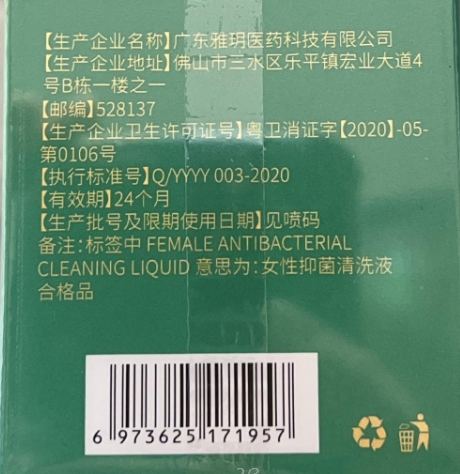 【生产企业名称】广东雅玥医药科技有限公司
【生产企业地址】佛山市三水区乐平镇宏业大道4
号B栋一楼之一
【邮编】528137
【生产企业卫生许可证号】粤卫消证字【2020】-05-
第0106号
【执行标准号】Q/YYYY 003-2020
【有效期】24个月
【生产批号及限期使用日期】见喷码
备注:标签中 FEMALE ANTIBACTERIAL
CLEANING LIQUID 意思为:女性抑菌清洗液
合格品
6 973625 171957